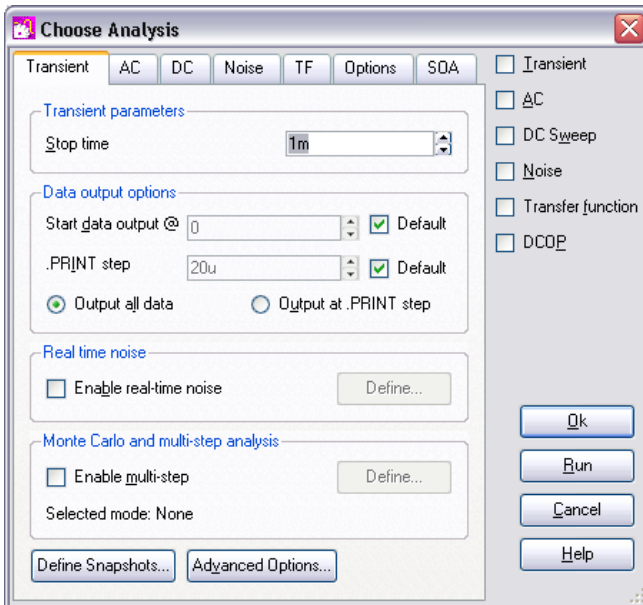 Choose Analysis
Transient AC DC Noise TF Options SOA
Transient parameters
Stop time 1m
Data output options
Start data output @ 0 Default
.PRINT step 20u Default
Output all data Output at .PRINT step
Real time noise
Enable real-time noise Define...
Monte Carlo and multi-step analysis
Enable multi-step Define...
Selected mode: None
Define Snapshots... Advanced Options...
Transient
AC
DC Sweep
Noise
Transfer function
DCOP
Ok
Run
Cancel
Help